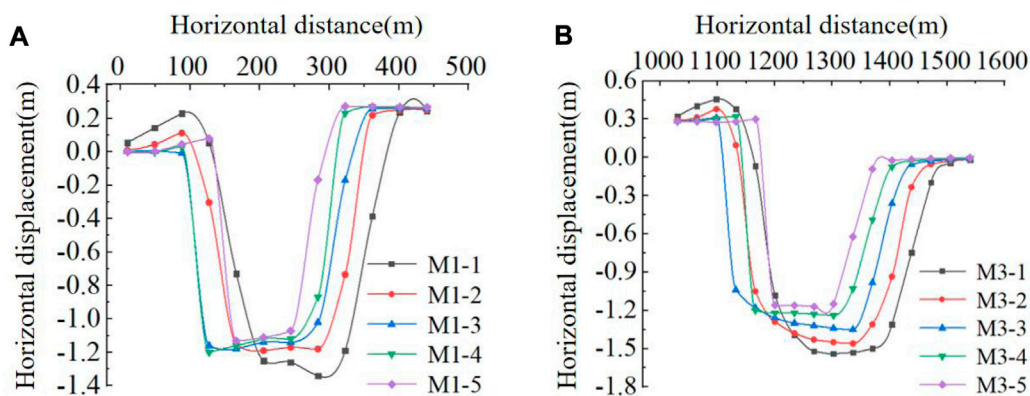 A
Horizontal distance(m)
0 100 200 300 400 500
Horizontal displacement(m)
0.4
0.2
0.0
-0.2
-0.4
-0.6
-0.8
-1.0
-1.2
-1.4
M1-1
M1-2
M1-3
M1-4
M1-5
B
Horizontal distance(m)
1000 1100 1200 1300 1400 1500 1600
Horizontal displacement(m)
0.6
0.3
0.0
-0.3
-0.6
-0.9
-1.2
-1.5
-1.8
M3-1
M3-2
M3-3
M3-4
M3-5